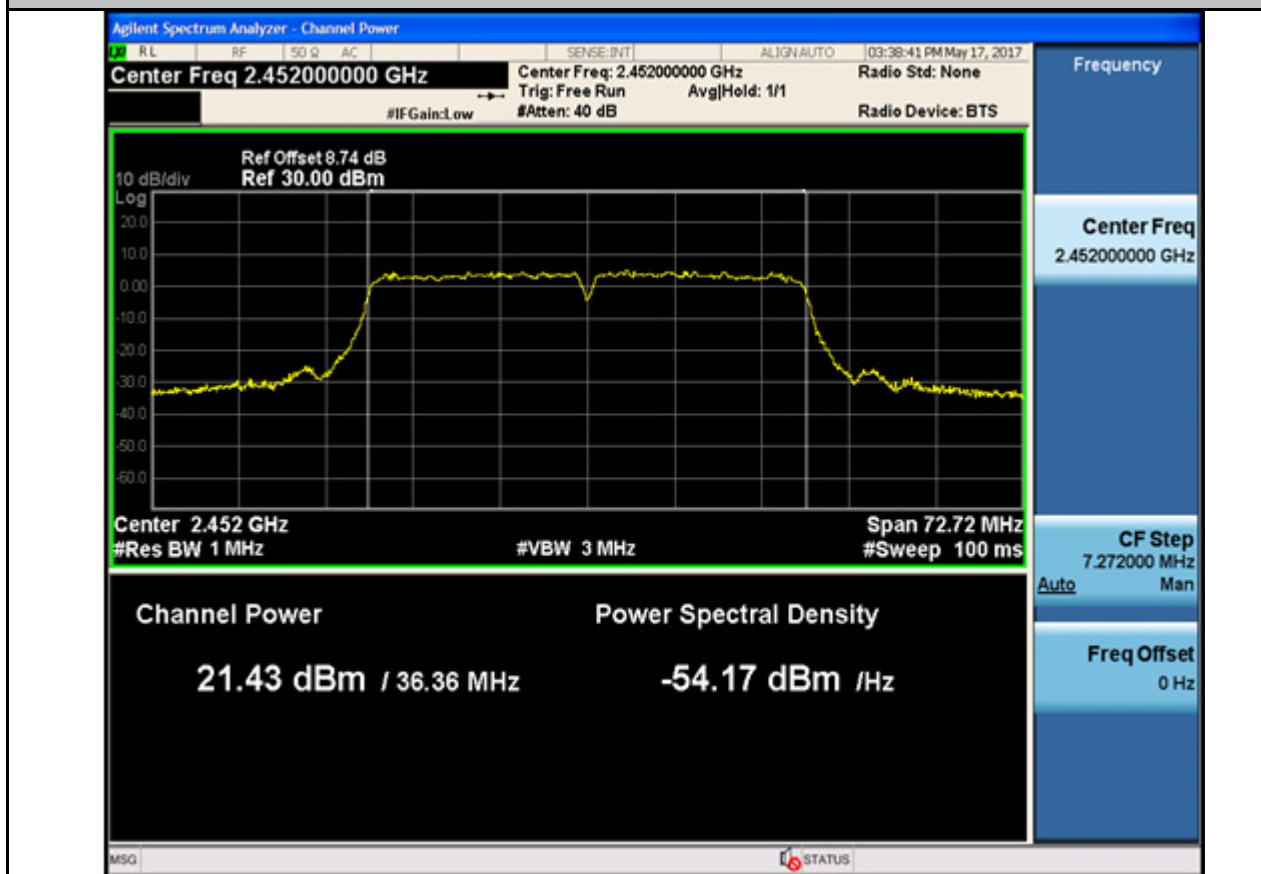 Agilent Spectrum Analyzer - Channel Power
LXI RL RF 50 Ω AC SENSE:INT ALIGNAUTO 03:38:41 PM May 17, 2017
Center Freq 2.452000000 GHz
Center Freq: 2.452000000 GHz
Radio Std: None
Trig: Free Run Avg|Hold: 1/1
#IFGain:Low
#Atten: 40 dB
Radio Device: BTS
Frequency
Ref Offset 8.74 dB
10 dB/div Ref 30.00 dBm
Log
20.0
10.0
0.00
-10.0
-20.0
-30.0
-40.0
-50.0
-60.0
Center 2.452 GHz
Span 72.72 MHz
#Res BW 1 MHz
#VBW 3 MHz
#Sweep 100 ms
Channel Power
Power Spectral Density
21.43 dBm / 36.36 MHz
-54.17 dBm /Hz
Center Freq
2.452000000 GHz
CF Step
7.272000 MHz
Auto Man
Freq Offset
0 Hz
MSG
STATUS